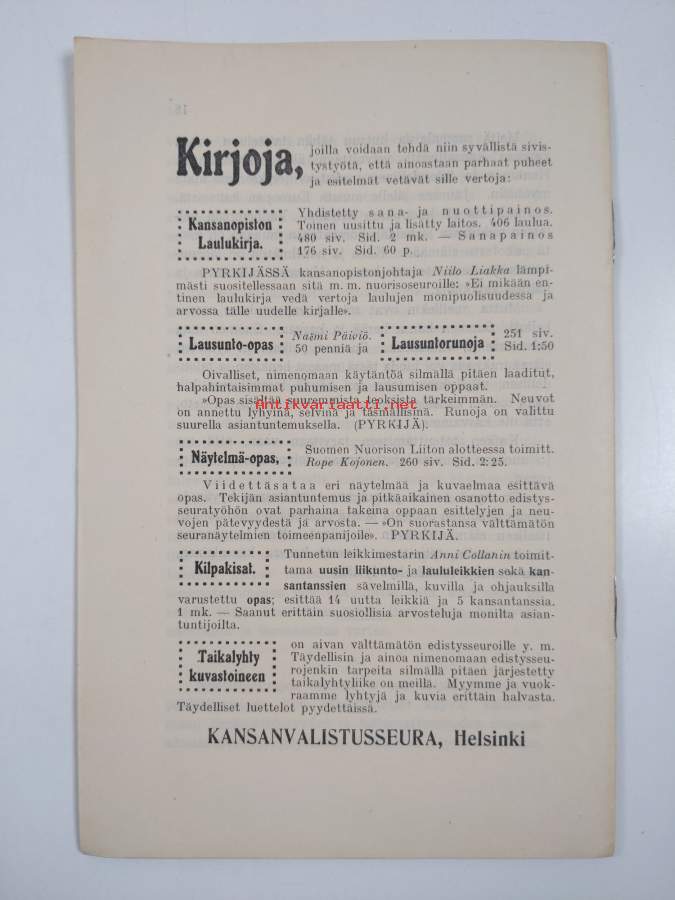 Kirjoja, joilla voidaan tehdä niin syvällistä sivis-
tystyötä, että ainoastaan parhaat puheet
ja esitelmät vetävät sille vertoja:
Kansanopiston
Laulukirja.
Yhdistetty sana- ja nuottipainos.
Toinen uusittu ja lisätty laitos. 406 laulua.
480 siv. Sid. 2 mk. — Sanapainos
176 siv. Sid. 60 p.
PYRKIJÄSSÄ kansanopistonjohtaja Niilo Liakka lämpi-
mästi suositellessaan sitä m. m. nuorisoseuroille: »Ei mikään en-
tinen laulukirja vedä vertoja laulujen monipuolisuudessa ja
arvossa tälle uudelle kirjalle».
Lausunto-opas
Našmi Päiviö.
50 penniä ja
Lausuntorunoja
251 siv.
Sid. 1:50
Oivalliset, nimenomaan käytäntöä silmällä pitäen laaditut,
halpahintaisimmat puhumisen ja lausumisen oppaat.
»Opas sisältää suuremmista teoksista tärkeimmän. Neuvot
on annettu lyhyinä, selvinä ja täsmällisinä. Runoja on valittu
suurella asiantuntemuksella. (PYRKIJÄ).
Antikvariaatti.net
Näytelmä-opas,
Suomen Nuorison Liiton alotteessa toimitt.
Rope Kojonen. 260 siv. Sid. 2:25.
Viidettäsataa eri näytelmää ja kuvaelmaa esittävä
opas. Tekijän asiantuntemus ja pitkäaikainen osanotto edistys-
seuratyöhön ovat parhaina takeina oppaan esittelyjen ja neu-
vojen pätevyydestä ja arvosta. — »On suorastansa välttämätön
seuranäytelmien toimeenpanijoile». PYRKIJÄ.
Kilpakisat.
Tunnetun leikkimestarin Anni Collanin toimit-
tama uusin liikunto- ja laululeikkien sekä kan-
santanssien sävelmillä, kuvilla ja ohjauksilla
varustettu opas; esittää 14 uutta leikkiä ja 5 kansantanssia.
1 mk. — Saanut erittäin suosiollisia arvosteluja monilta asian-
tuntijoilta.
Taikalyhty
kuvastoineen
on aivan välttämätön edistysseuroille y. m.
Täydellisin ja ainoa nimenomaan edistysseu-
rojenkin tarpeita silmällä pitäen järjestetty
taikalyhtyliike on meillä. Myymme ja vuok-
raamme lyhtyjä ja kuvia erittäin halvasta.
Täydelliset luettelot pyydettäissä.
KANSANVALISTUSSEURA, Helsinki